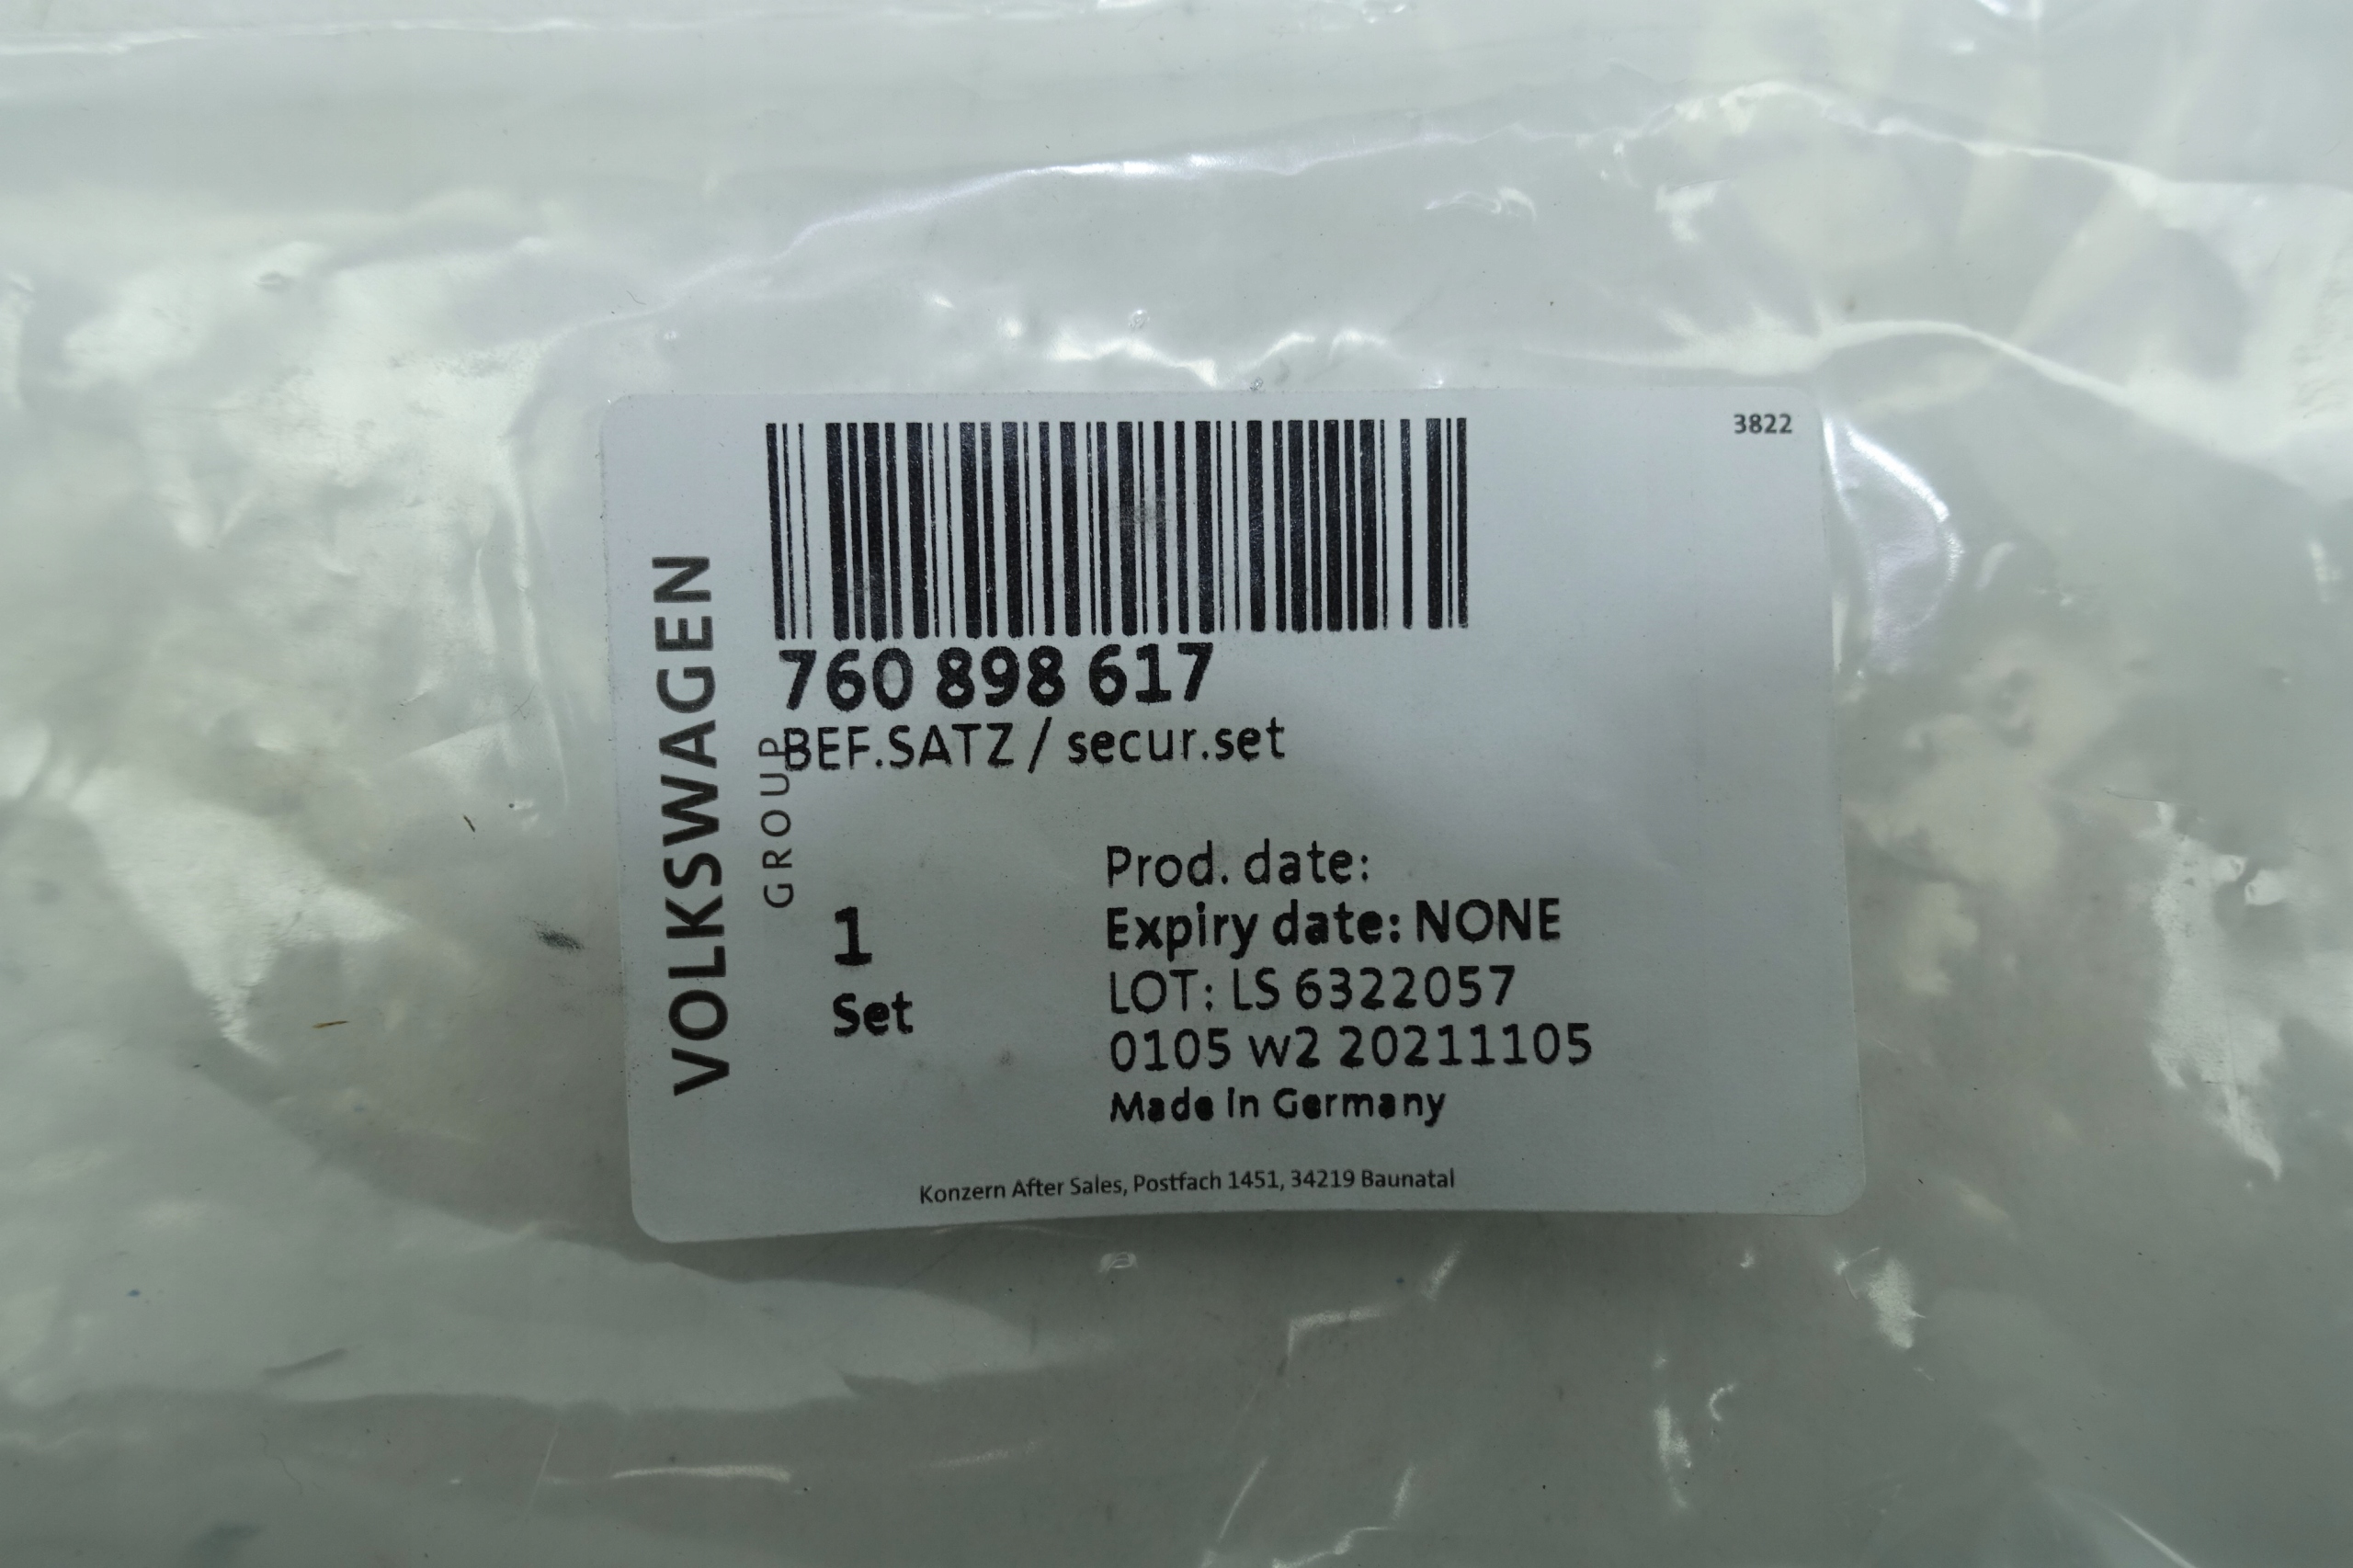 3822
VOLKSWAGEN
GROUP
760 898 617
BEF.SATZ / secur.set
1
Set
Prod. date:
Expiry date: NONE
LOT: LS 6322057
0105 w2 20211105
Made in Germany
Konzern After Sales, Postfach 1451, 34219 Baunatal